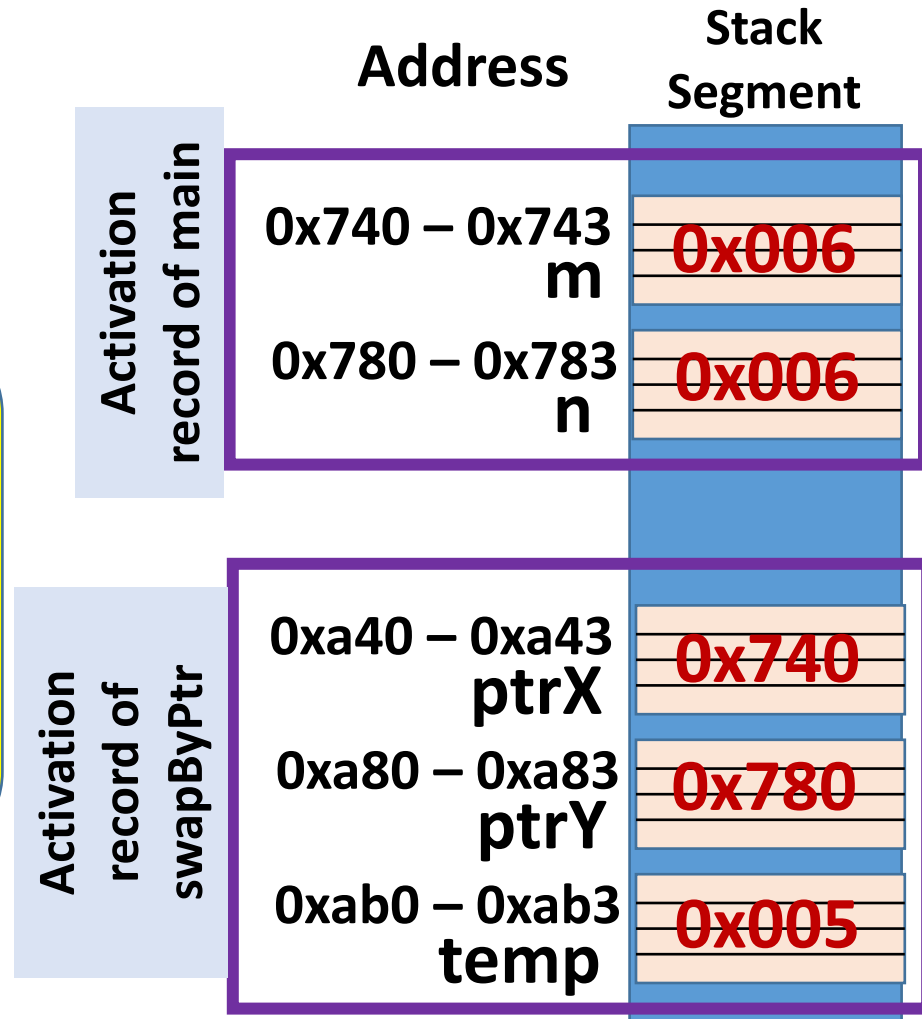 Address
Stack
Segment
Activation
record of main
0x740 – 0x743
m
0x006
0x780 – 0x783
n
0x006
Activation
record of
swapByPtr
0xa40 – 0xa43
ptrX
0x740
0xa80 – 0xa83
ptrY
0x780
0xab0 – 0xab3
temp
0x005